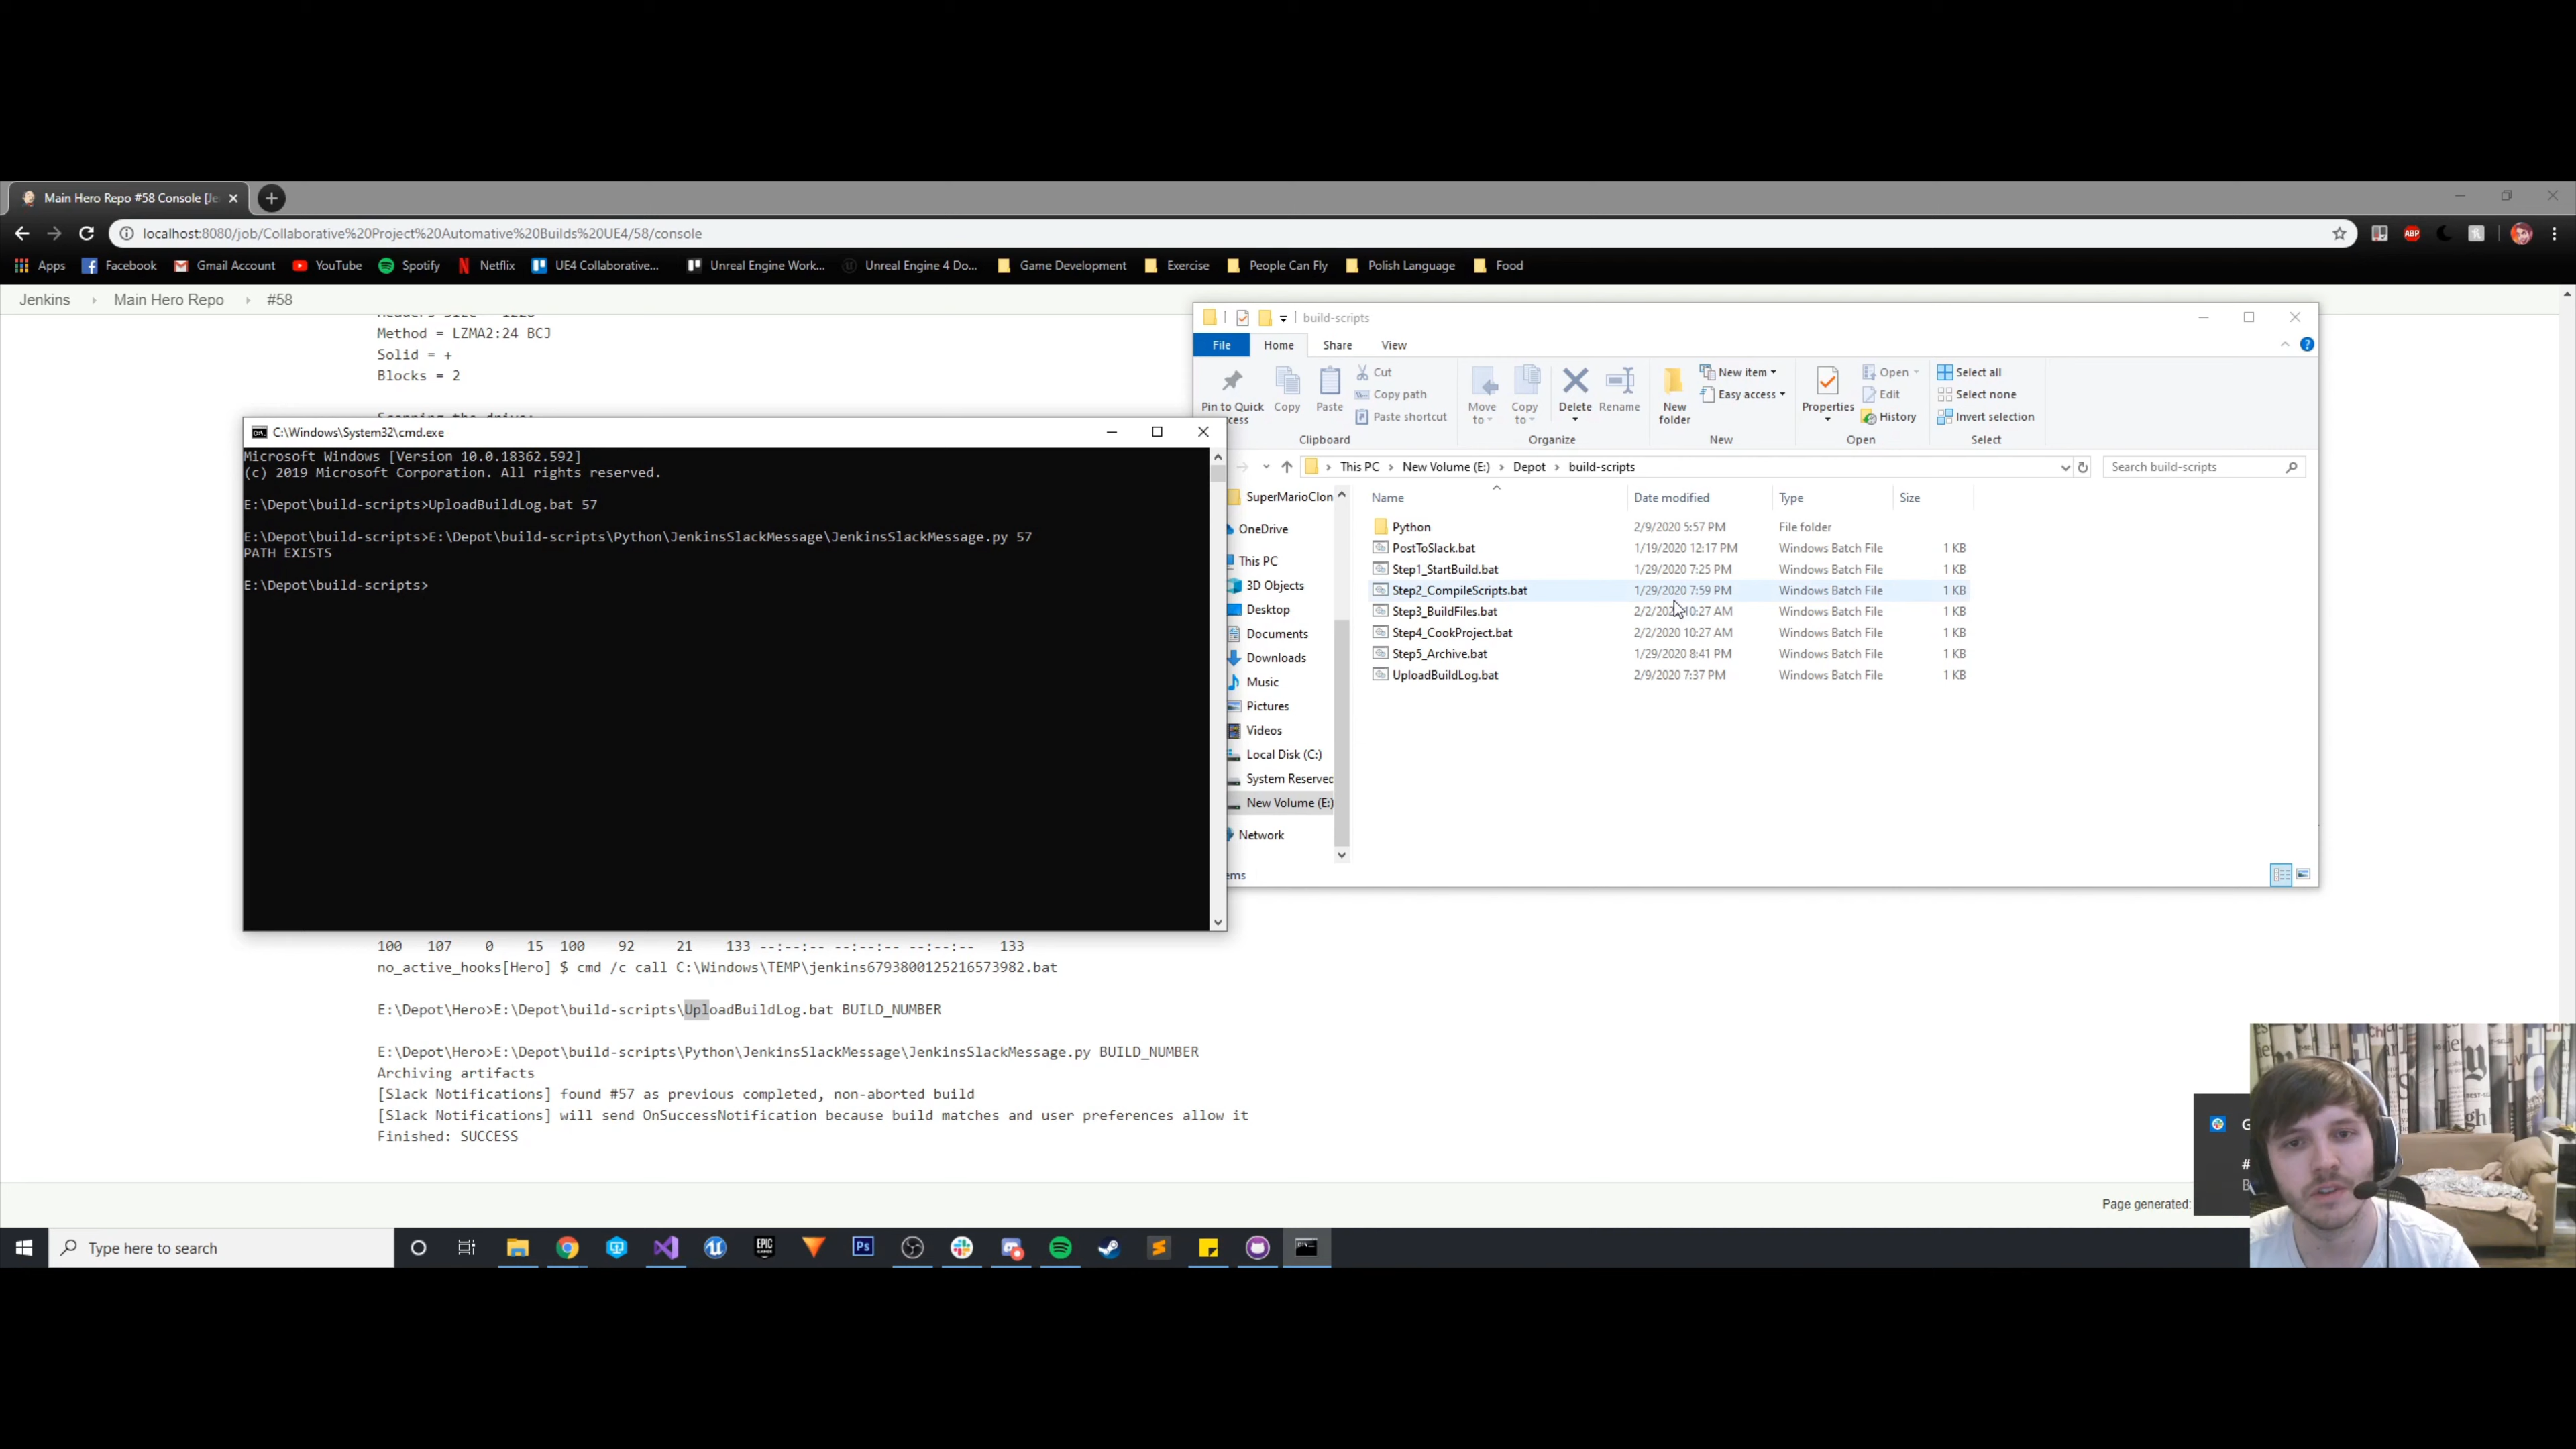 Main Hero Repo #58 Console [Je
localhost:8080/job/Collaborative%20Project%20Automative%20Builds%20UE4/58/console
ABP
Apps Facebook Gmail Account YouTube Spotify Netflix UE4 Collaborative... Unreal Engine Work... Unreal Engine 4 Do... Game Development Exercise People Can Fly Polish Language Food
Jenkins Main Hero Repo #58
Method = LZMA2:24 BCJ
Solid = +
Blocks = 2
Scanning the drive:
C:\Windows\System32\cmd.exe
Microsoft Windows [Version 10.0.18362.592]
(c) 2019 Microsoft Corporation. All rights reserved.
E:\Depot\build-scripts>UploadBuildLog.bat 57
E:\Depot\build-scripts>E:\Depot\build-scripts\Python\JenkinsSlackMessage\JenkinsSlackMessage.py 57
PATH EXISTS
E:\Depot\build-scripts>
build-scripts
File Home Share View
Pin to Quick
ccess
Copy
Paste
Cut
Copy path
Paste shortcut
Clipboard
Move
to
Copy
to
Delete
Rename
Organize
New
folder
New item
Easy access
New
Properties
Open
Edit
History
Open
Select all
Select none
Invert selection
Select
This PC New Volume (E:) Depot build-scripts
Search build-scripts
SuperMarioClon
OneDrive
This PC
3D Objects
Desktop
Documents
Downloads
Music
Pictures
Videos
Local Disk (C:)
System Reserved
New Volume (E:)
Network
ems
Name Date modified Type Size
Python 2/9/2020 5:57 PM File folder
PostToSlack.bat 1/19/2020 12:17 PM Windows Batch File 1 KB
Step1_StartBuild.bat 1/29/2020 7:25 PM Windows Batch File 1 KB
Step2_CompileScripts.bat 1/29/2020 7:59 PM Windows Batch File 1 KB
Step3_BuildFiles.bat 2/2/20 10:27 AM Windows Batch File 1 KB
Step4_CookProject.bat 2/2/2020 10:27 AM Windows Batch File 1 KB
Step5_Archive.bat 1/29/2020 8:41 PM Windows Batch File 1 KB
UploadBuildLog.bat 2/9/2020 7:37 PM Windows Batch File 1 KB
100 107 0 15 100 92 21 133 --:--:-- --:--:-- --:--:-- 133
no_active_hooks[Hero] $ cmd /c call C:\Windows\TEMP\jenkins6793800125216573982.bat
E:\Depot\Hero>E:\Depot\build-scripts\UploadBuildLog.bat BUILD_NUMBER
E:\Depot\Hero>E:\Depot\build-scripts\Python\JenkinsSlackMessage\JenkinsSlackMessage.py BUILD_NUMBER
Archiving artifacts
[Slack Notifications] found #57 as previous completed, non-aborted build
[Slack Notifications] will send OnSuccessNotification because build matches and user preferences allow it
Finished: SUCCESS
G
#
B
Page generated:
Type here to search
EPIC
GAMES
Ps